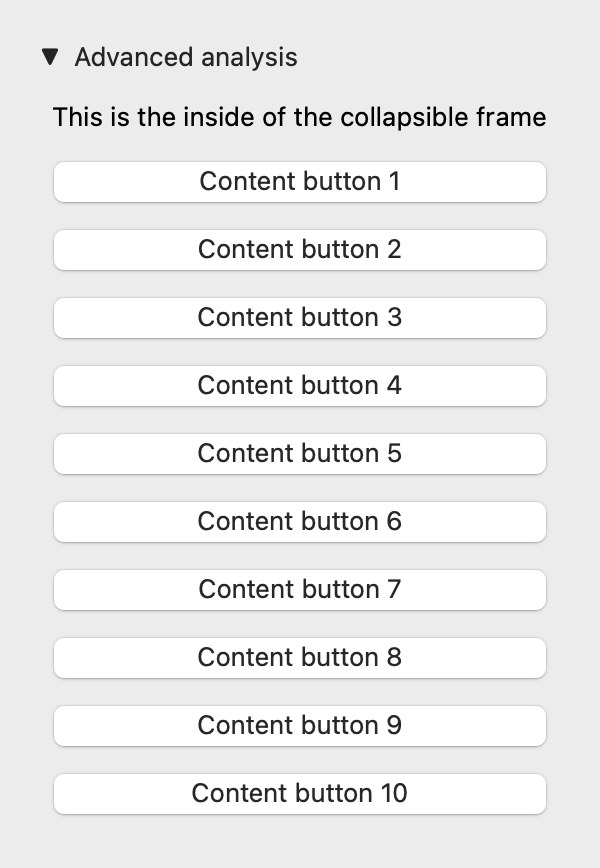 Advanced analysis
This is the inside of the collapsible frame
Content button 1
Content button 2
Content button 3
Content button 4
Content button 5
Content button 6
Content button 7
Content button 8
Content button 9
Content button 10